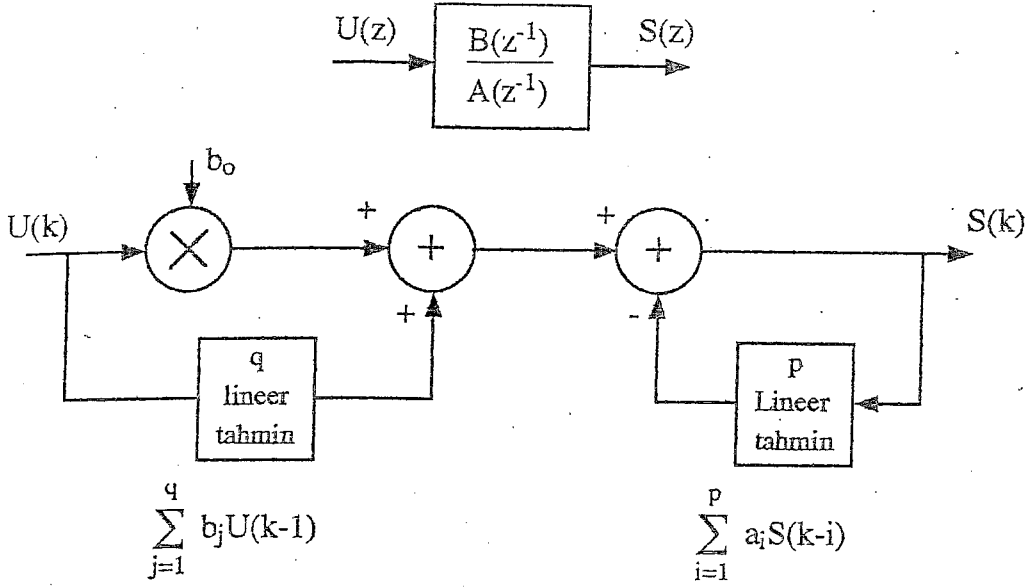 U(z) B(z⁻¹) S(z)
A(z⁻¹)
b₀
U(k) + + + + S(k)
+ -
q p
lineer Lineer
tahmin tahmin
q p
∑ bⱼU(k-1) ∑ aᵢS(k-i)
j=1 i=1